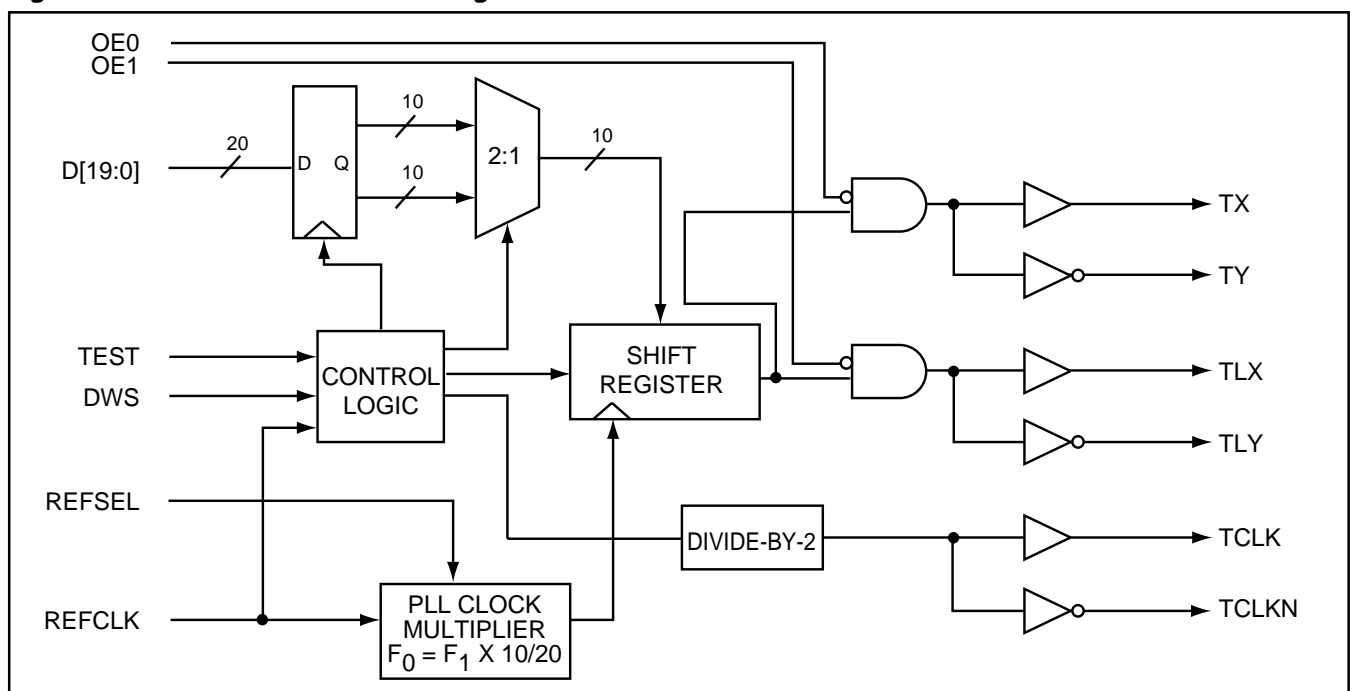 OE0
OE1
10
10
20
D[19:0]
D Q
10
2:1
10
TX
TY
TEST
DWS
CONTROL
LOGIC
SHIFT
REGISTER
TLX
TLY
REFSEL
DIVIDE-BY-2
TCLK
REFCLK
PLL CLOCK
MULTIPLIER
F0 = F1 X 10/20
TCLKN